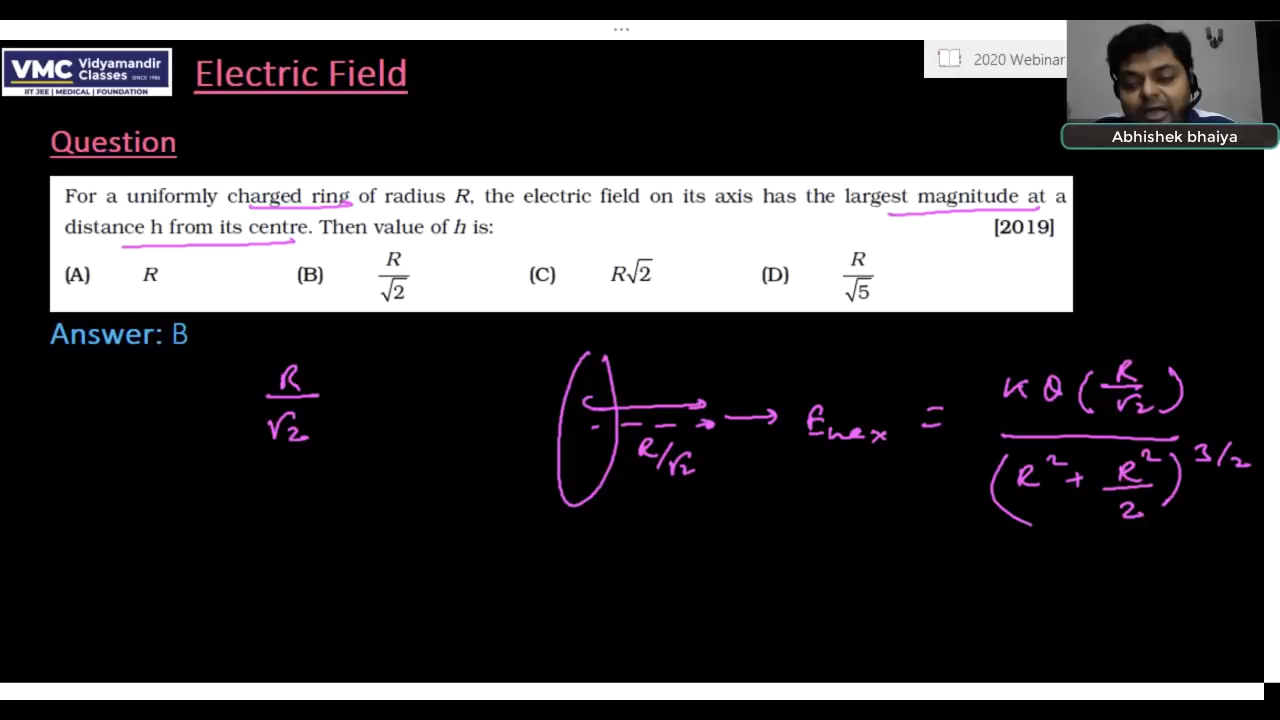 ...
VMC Vidyamandir Classes SINCE 1986
IIT JEE | MEDICAL | FOUNDATION
Electric Field
2020 Webinar
Abhishek bhaiya
Question
For a uniformly charged ring of radius R, the electric field on its axis has the largest magnitude at a
distance h from its centre. Then value of h is: [2019]
(A) R (B) R/√2 (C) R√2 (D) R/√5
Answer: B
R/√2
R/√2 → Emax = KQ(R/√2) / (R² + R²/2)^3/2